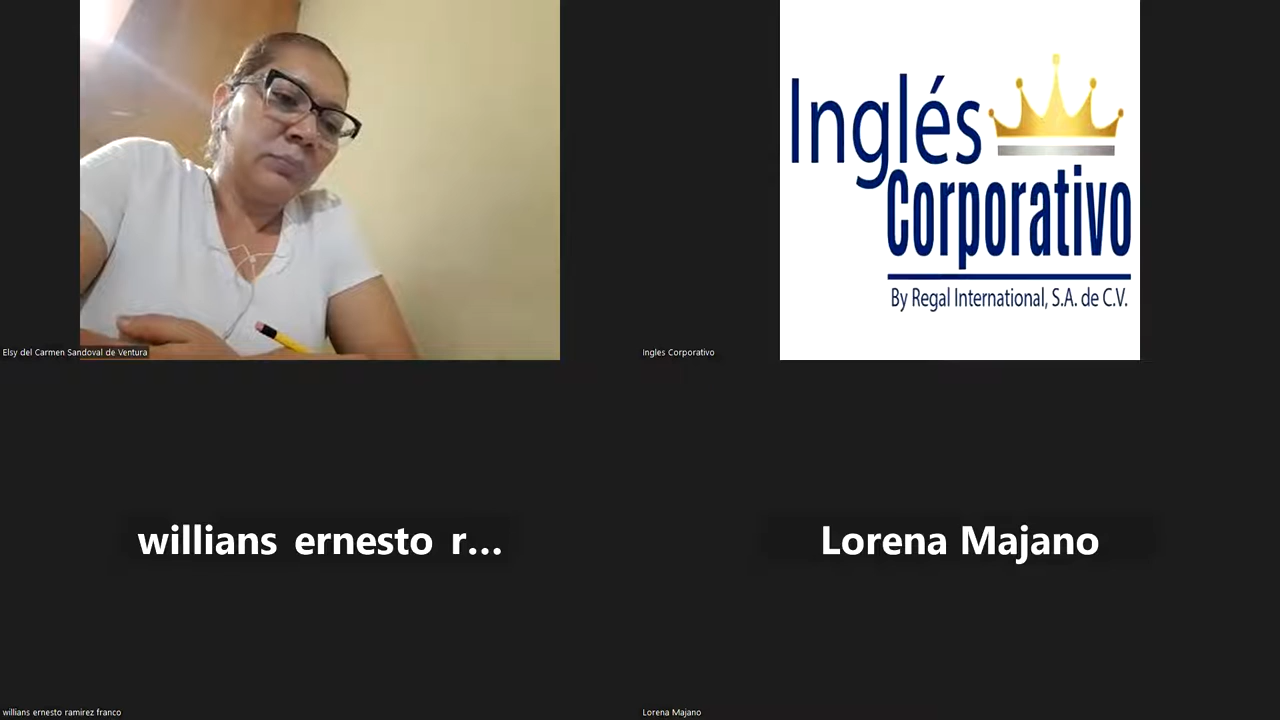 Inglés
Corporativo
By Regal International, S.A. de C.V.
Elsy del Carmen Sandoval de Ventura
Ingles Corporativo
willians ernesto r...
Lorena Majano
willians ernesto ramirez franco
Lorena Majano